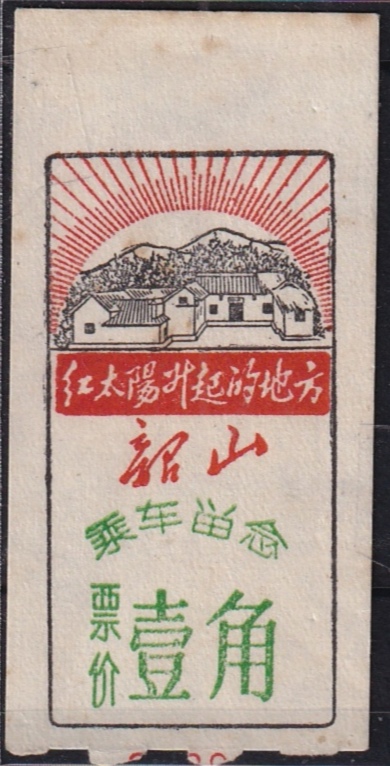 红太陽升起的地方
韶山
乘车留念
票价
壹角